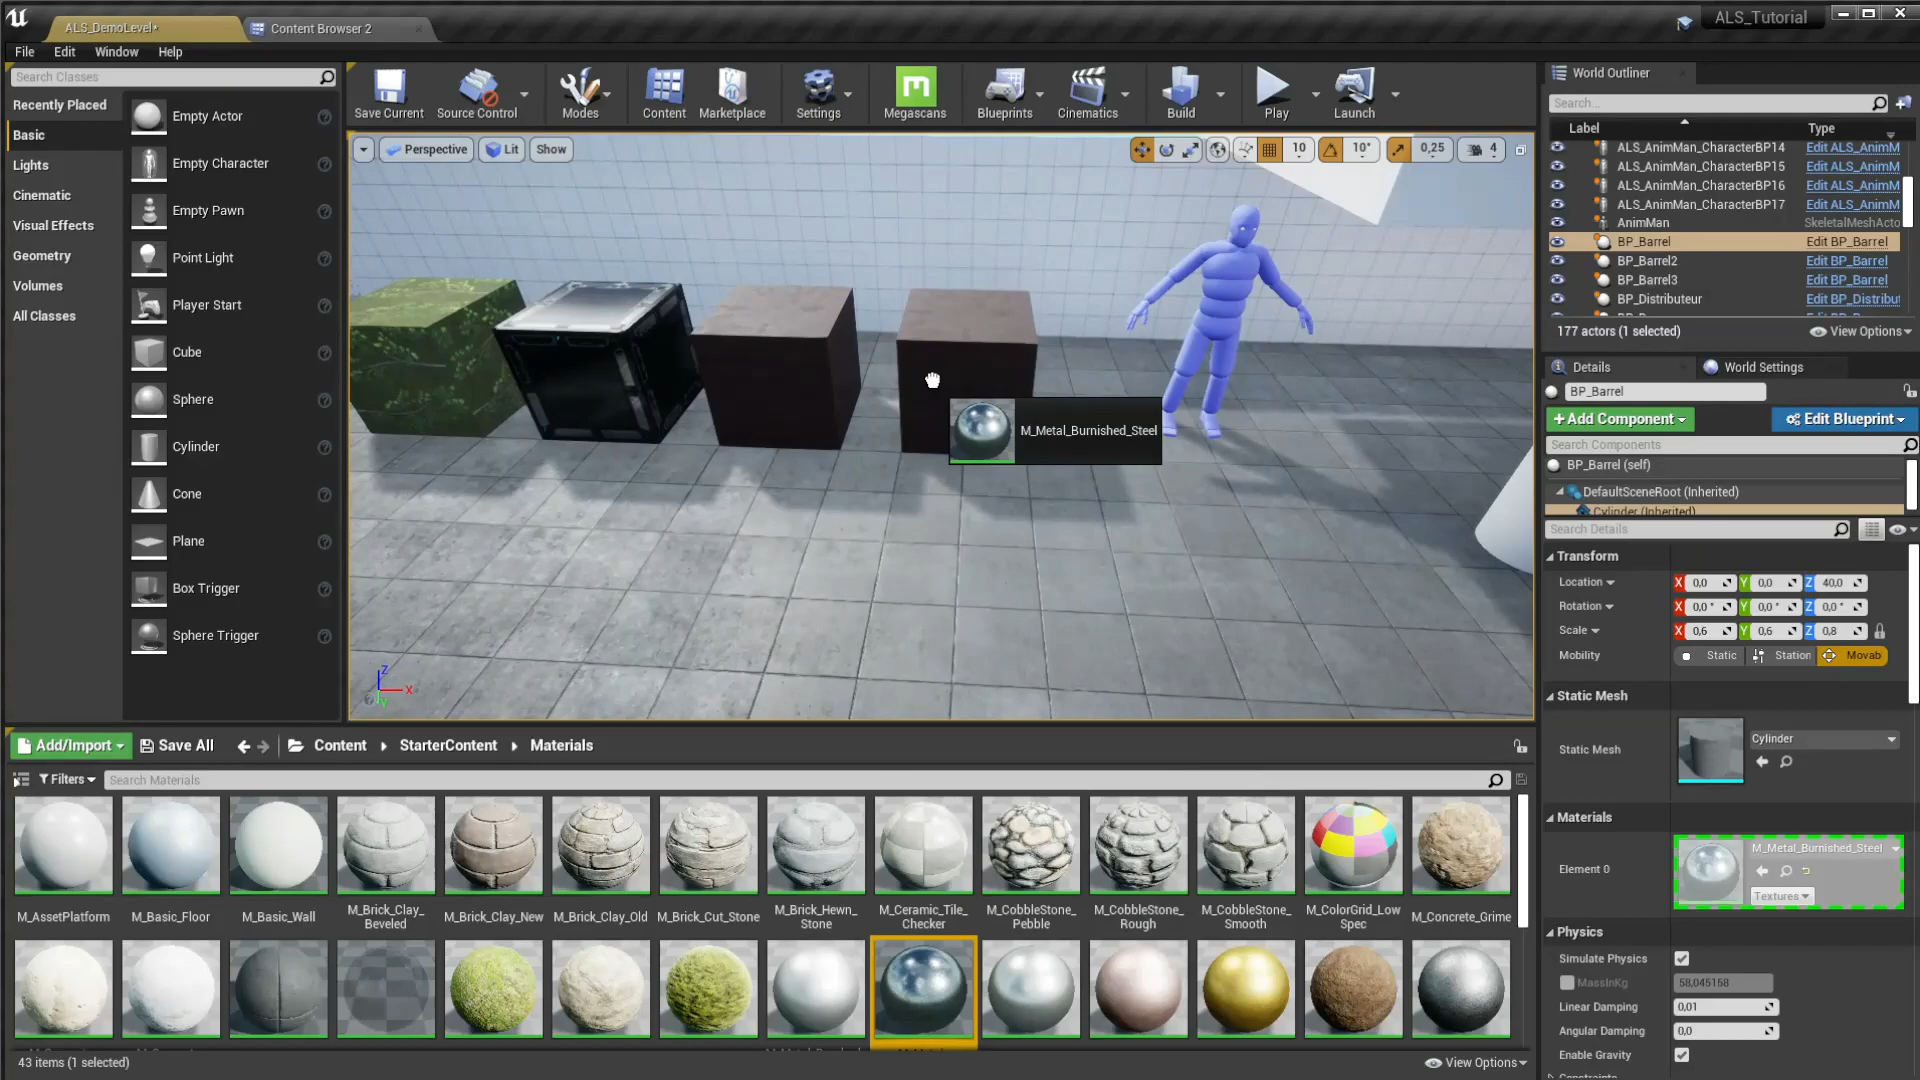 ALS_DemoLevel*
Content Browser 2
ALS_Tutorial
File Edit Window Help
Search Classes
Recently Placed
Basic
Lights
Cinematic
Visual Effects
Geometry
Volumes
All Classes
Empty Actor
Empty Character
Empty Pawn
Point Light
Player Start
Cube
Sphere
Cylinder
Cone
Plane
Box Trigger
Sphere Trigger
Save Current
Source Control
Modes
Content
Marketplace
Settings
Megascans
Blueprints
Cinematics
Build
Play
Launch
Perspective
Lit
Show
10
10°
0,25
4
M_Metal_Burnished_Steel
Z
X
Y
World Outliner
Search...
Label Type
ALS_AnimMan_CharacterBP14 Edit ALS_AnimM
ALS_AnimMan_CharacterBP15 Edit ALS_AnimM
ALS_AnimMan_CharacterBP16 Edit ALS_AnimM
ALS_AnimMan_CharacterBP17 Edit ALS_AnimM
AnimMan SkeletalMeshActo
BP_Barrel Edit BP_Barrel
BP_Barrel2 Edit BP_Barrel
BP_Barrel3 Edit BP_Barrel
BP_Distributeur Edit BP_Distribut
177 actors (1 selected)
View Options
Details
World Settings
BP_Barrel
+Add Component
Edit Blueprint
Search Components
BP_Barrel (self)
DefaultSceneRoot (Inherited)
Cylinder (Inherited)
Search Details
Transform
Location X 0,0 Y 0,0 Z 40,0
Rotation X 0,0 ° Y 0,0 ° Z 0,0 °
Scale X 0,6 Y 0,6 Z 0,8
Mobility Static Station Movab
Static Mesh
Static Mesh
Cylinder
Materials
Element 0
M_Metal_Burnished_Steel
Textures
Physics
Simulate Physics
MassInKg 58,045158
Linear Damping 0,01
Angular Damping 0,0
Enable Gravity
Constraints
Add/Import
Save All
Content StarterContent Materials
Filters
Search Materials
M_AssetPlatform
M_Basic_Floor
M_Basic_Wall
M_Brick_Clay_
Beveled
M_Brick_Clay_New
M_Brick_Clay_Old
M_Brick_Cut_Stone
M_Brick_Hewn_
Stone
M_Ceramic_Tile_
Checker
M_CobbleStone_
Pebble
M_CobbleStone_
Rough
M_CobbleStone_
Smooth
M_ColorGrid_Low
Spec
M_Concrete_Grime
43 items (1 selected)
View Options